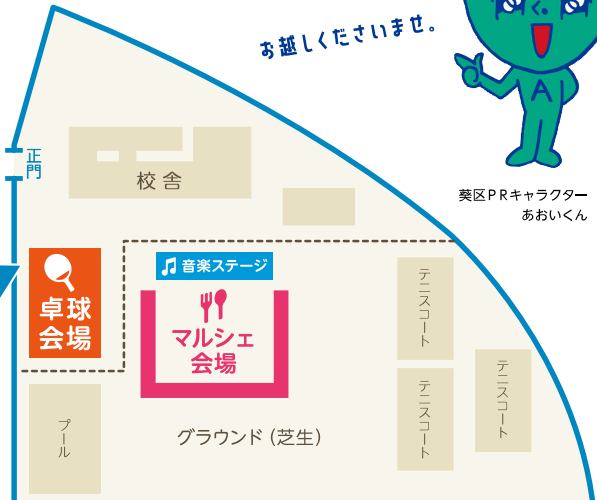 お越しくださいませ。
A
葵区PRキャラクター
あおいくん
正門
校舎
音楽ステージ
卓球
会場
マルシェ
会場
テニスコート
テニスコート
テニスコート
プール
グラウンド(芝生)